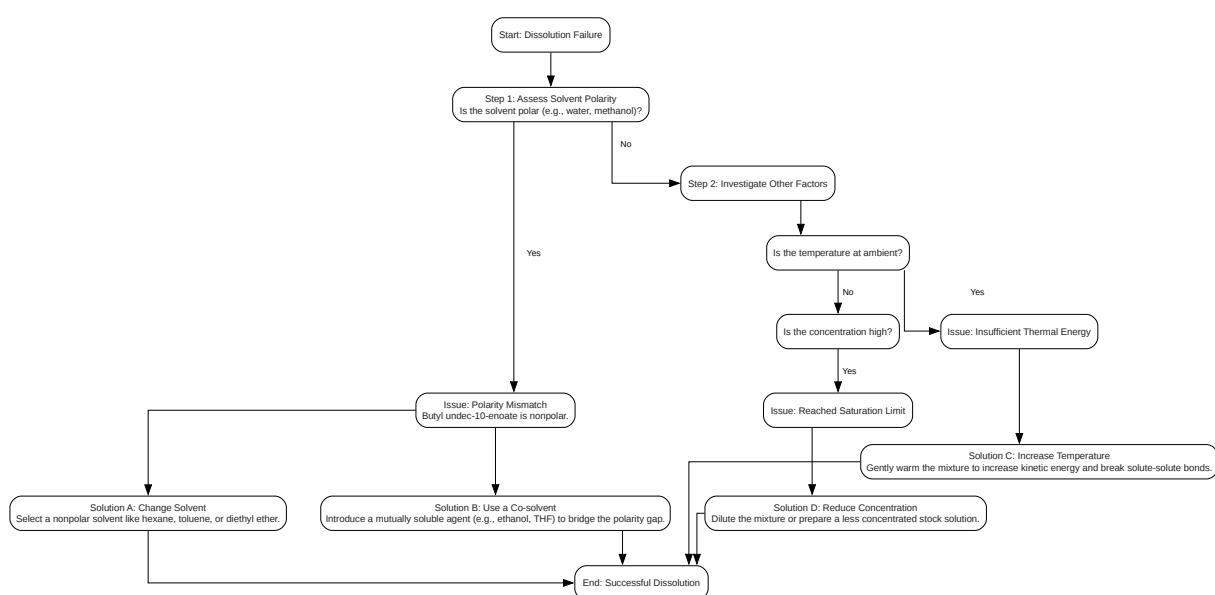 Start: Dissolution Failure
Step 1: Assess Solvent Polarity
Is the solvent polar (e.g., water, methanol)?
No
Step 2: Investigate Other Factors
Yes
Is the temperature at ambient?
No
Yes
Is the concentration high?
Issue: Insufficient Thermal Energy
Yes
Issue: Polarity Mismatch
Butyl undec-10-enoate is nonpolar.
Issue: Reached Saturation Limit
Solution C: Increase Temperature
Gently warm the mixture to increase kinetic energy and break solute-solute bonds.
Solution A: Change Solvent
Select a nonpolar solvent like hexane, toluene, or diethyl ether.
Solution B: Use a Co-solvent
Introduce a mutually soluble agent (e.g., ethanol, THF) to bridge the polarity gap.
Solution D: Reduce Concentration
Dilute the mixture or prepare a less concentrated stock solution.
End: Successful Dissolution